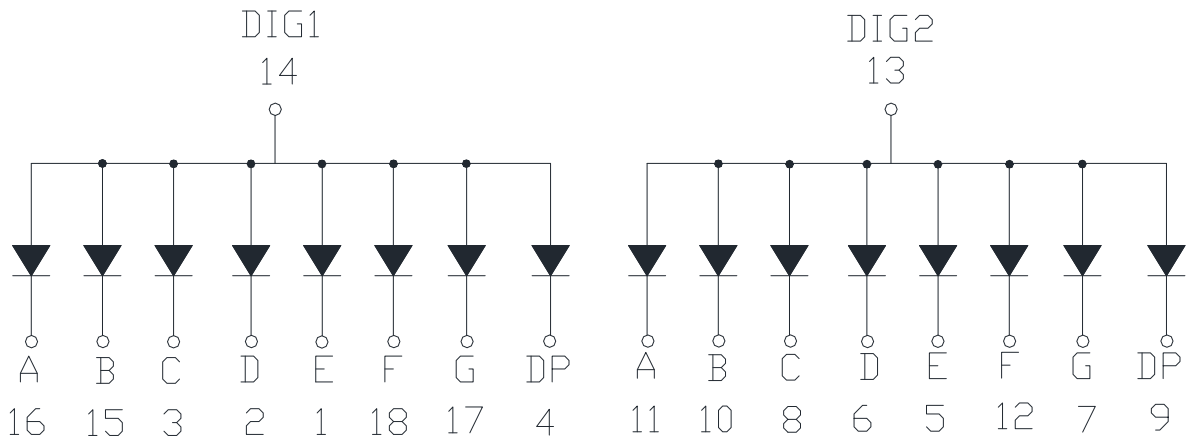 DIG1 DIG2
14 13
A B C D E F G DP A B C D E F G DP
16 15 3 2 1 18 17 4 11 10 8 6 5 12 7 9